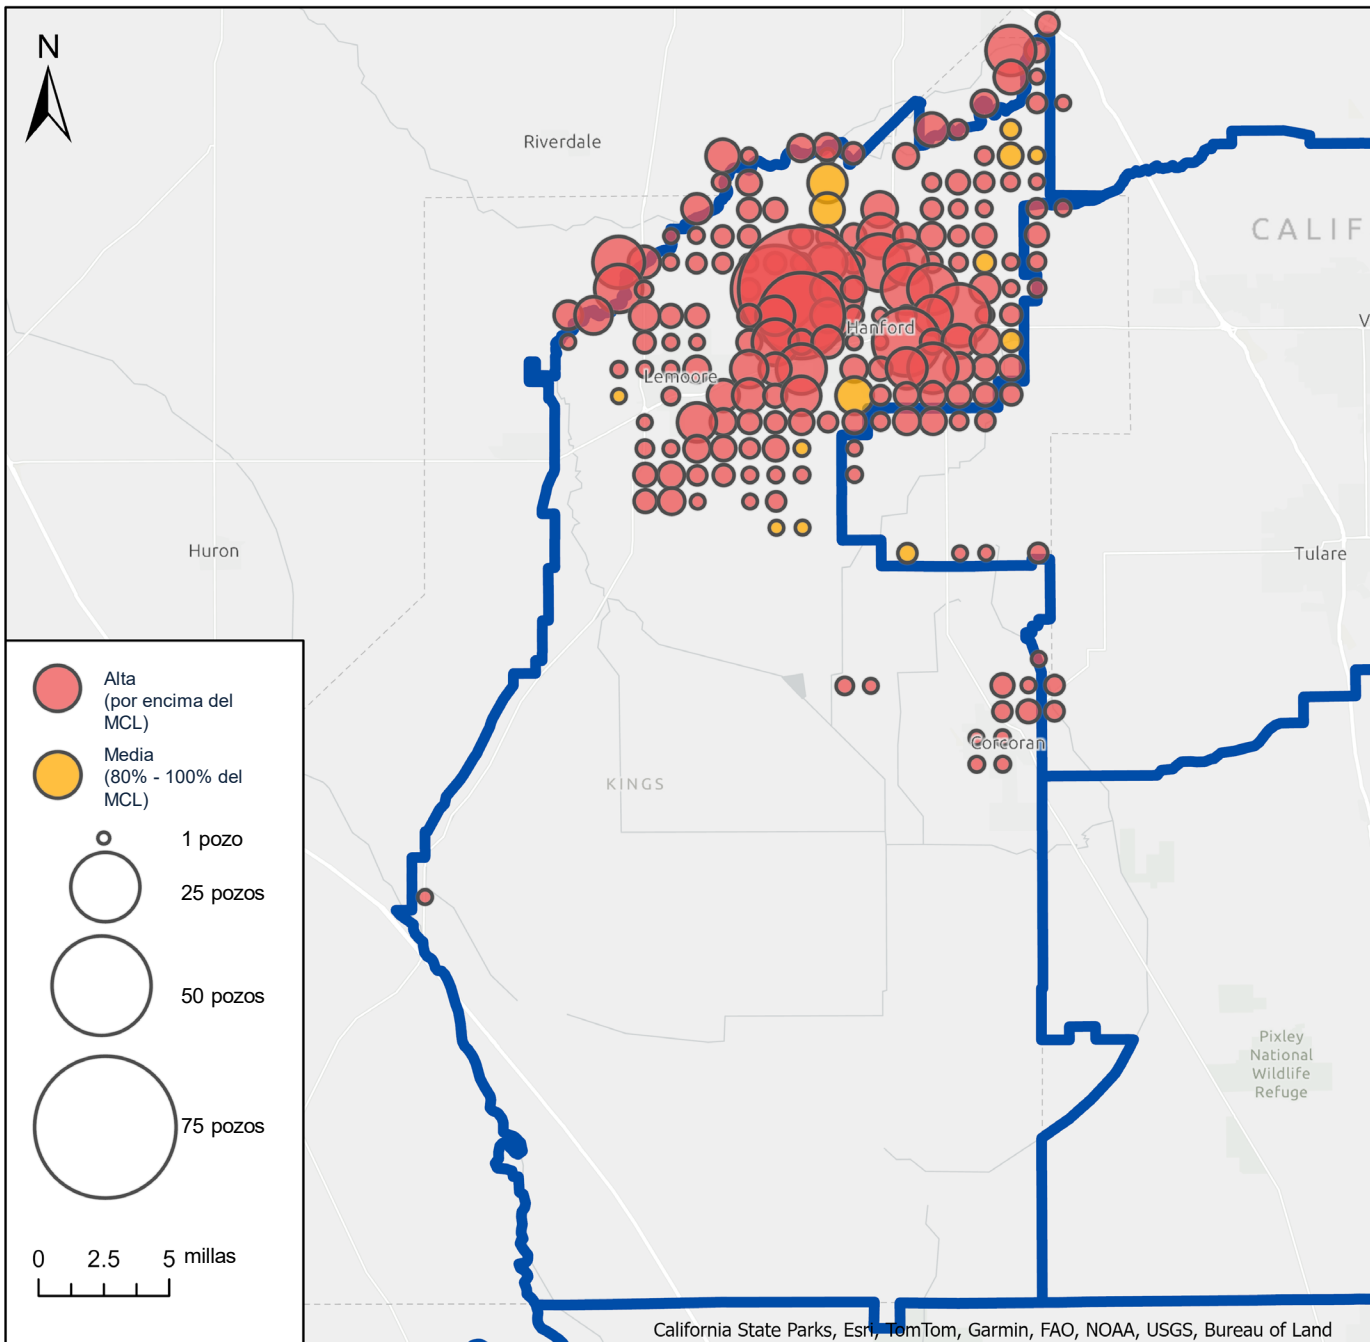 N
Riverdale
CALIF
Hanford
V
Lemoore
Huron
Tulare
Alta
(por encima del
MCL)
Media
(80% - 100% del
MCL)
1 pozo
25 pozos
50 pozos
75 pozos
0 2.5 5 millas
Corcoran
KINGS
Pixley
National
Wildlife
Refuge
California State Parks, Esri, TomTom, Garmin, FAO, NOAA, USGS, Bureau of Land